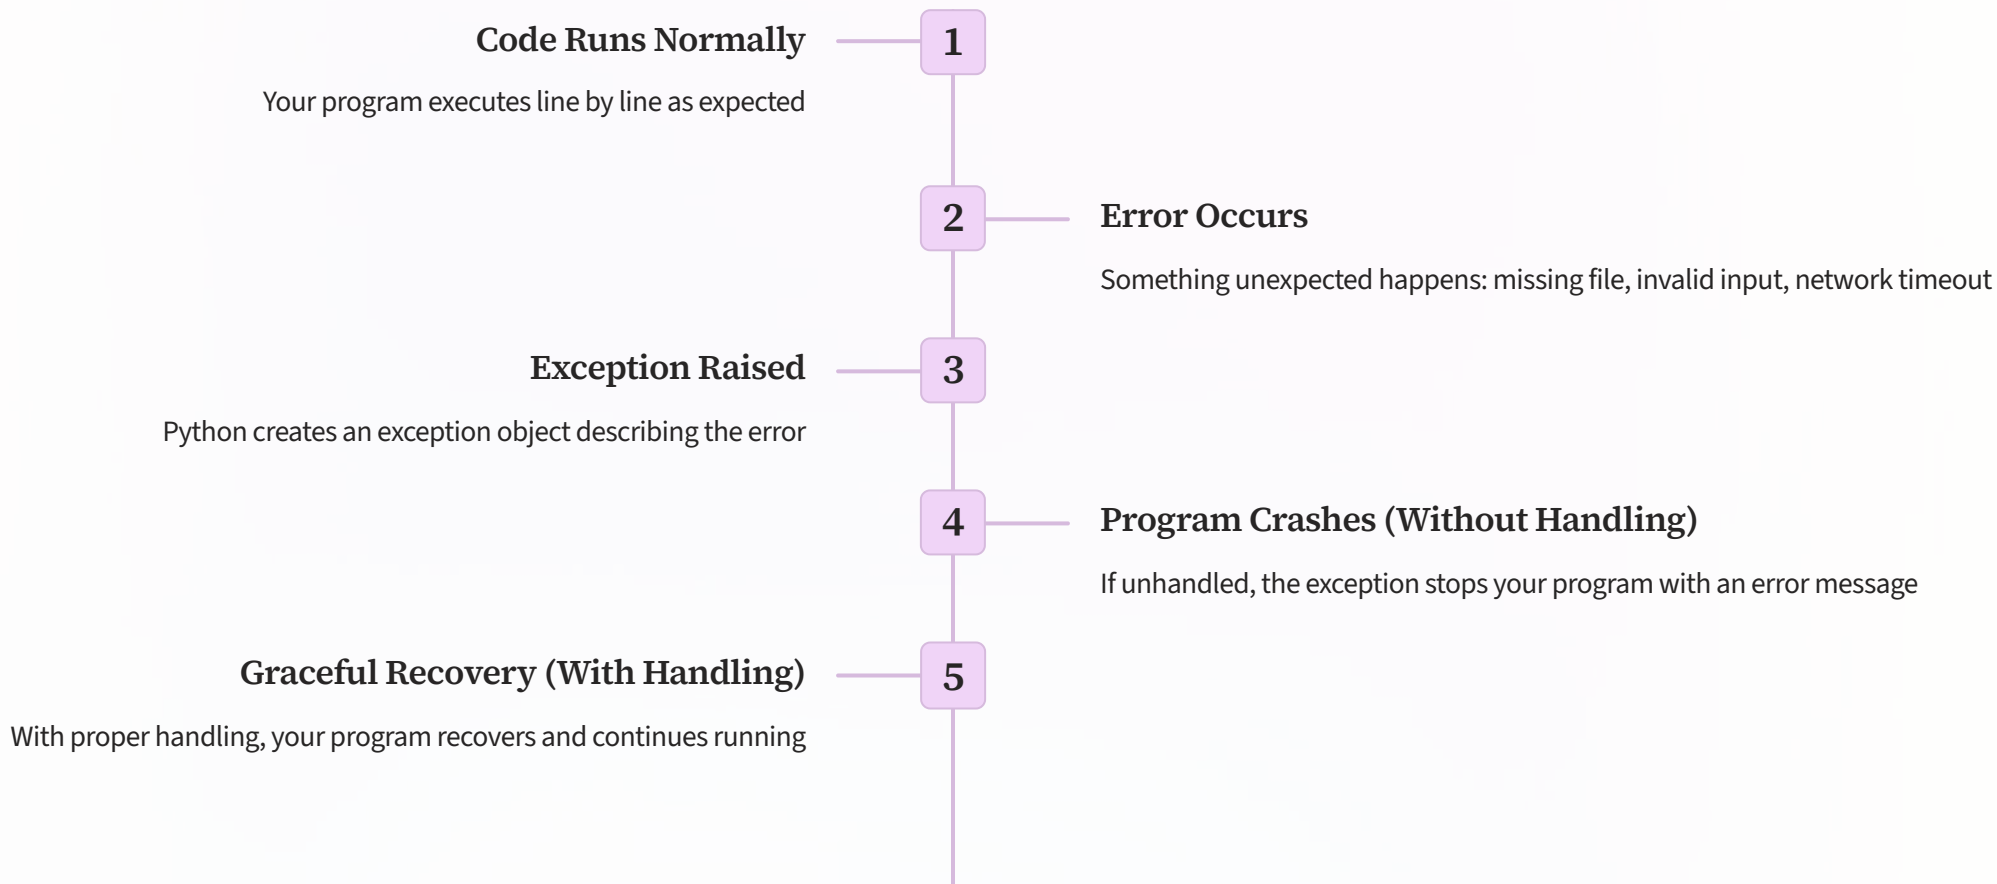 Code Runs Normally
1
Your program executes line by line as expected
2
Error Occurs
Something unexpected happens: missing file, invalid input, network timeout
Exception Raised
3
Python creates an exception object describing the error
4
Program Crashes (Without Handling)
If unhandled, the exception stops your program with an error message
Graceful Recovery (With Handling)
5
With proper handling, your program recovers and continues running